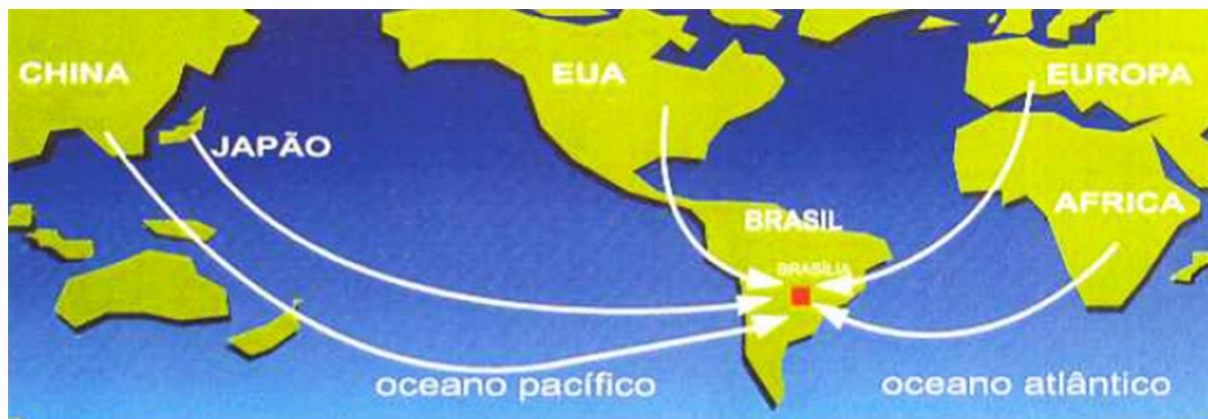 CHINA
EUA
EUROPA
JAPÃO
AFRICA
BRASIL
BRASÍLIA
oceano pacífico
oceano atlântico